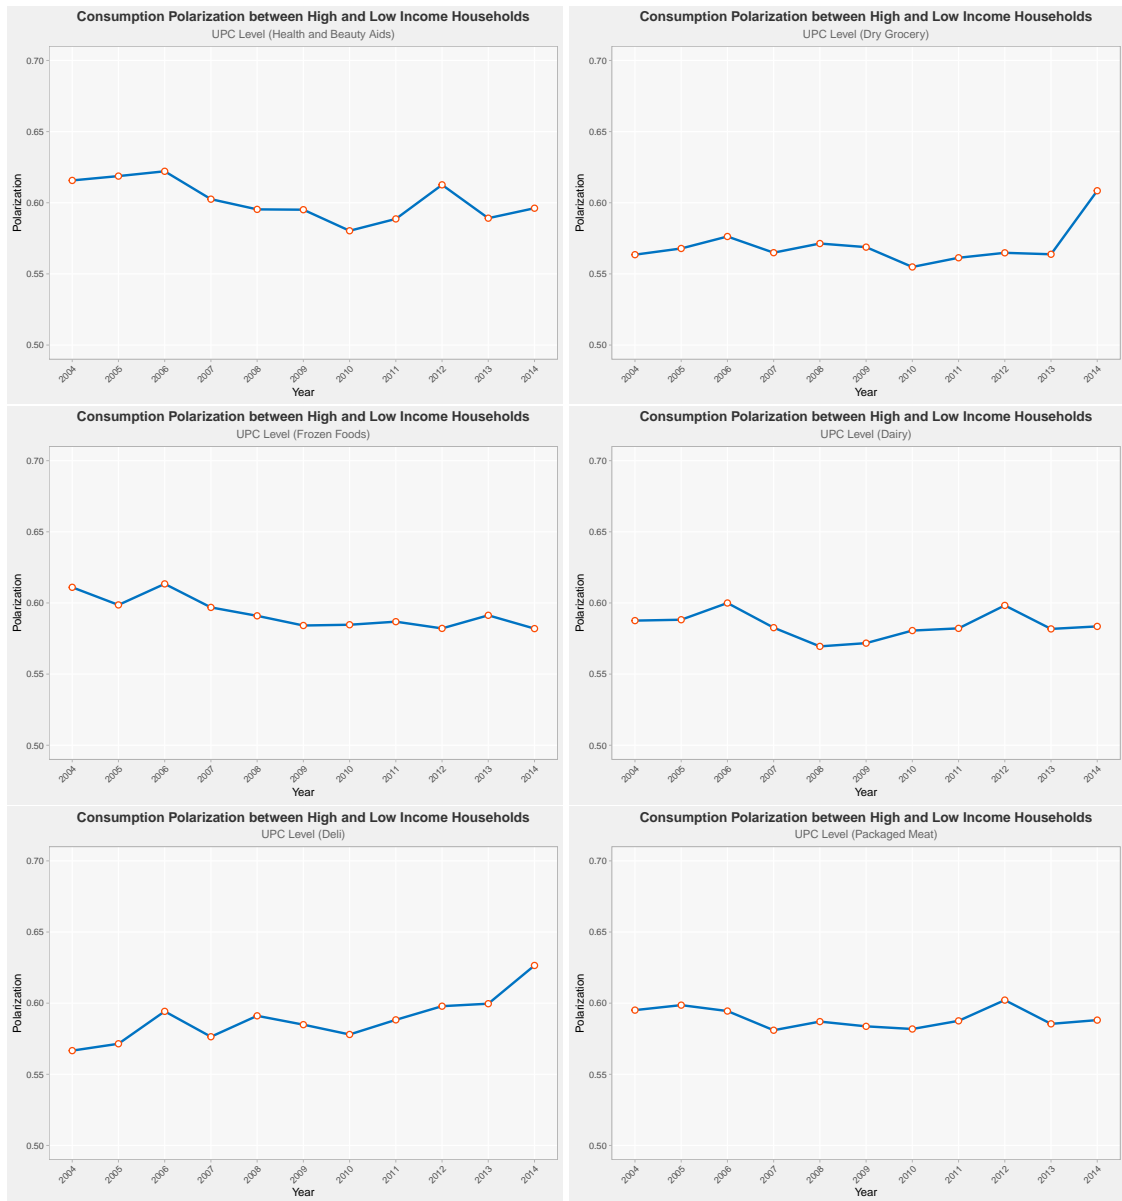 Consumption Polarization between High and Low Income Households
UPC Level (Health and Beauty Aids)
Polarization
0.70
0.65
0.60
0.55
0.50
2004 2005 2006 2007 2008 2009 2010 2011 2012 2013 2014
Year
Consumption Polarization between High and Low Income Households
UPC Level (Dry Grocery)
Polarization
0.70
0.65
0.60
0.55
0.50
2004 2005 2006 2007 2008 2009 2010 2011 2012 2013 2014
Year
Consumption Polarization between High and Low Income Households
UPC Level (Frozen Foods)
Polarization
0.70
0.65
0.60
0.55
0.50
2004 2005 2006 2007 2008 2009 2010 2011 2012 2013 2014
Year
Consumption Polarization between High and Low Income Households
UPC Level (Dairy)
Polarization
0.70
0.65
0.60
0.55
0.50
2004 2005 2006 2007 2008 2009 2010 2011 2012 2013 2014
Year
Consumption Polarization between High and Low Income Households
UPC Level (Deli)
Polarization
0.70
0.65
0.60
0.55
0.50
2004 2005 2006 2007 2008 2009 2010 2011 2012 2013 2014
Year
Consumption Polarization between High and Low Income Households
UPC Level (Packaged Meat)
Polarization
0.70
0.65
0.60
0.55
0.50
2004 2005 2006 2007 2008 2009 2010 2011 2012 2013 2014
Year